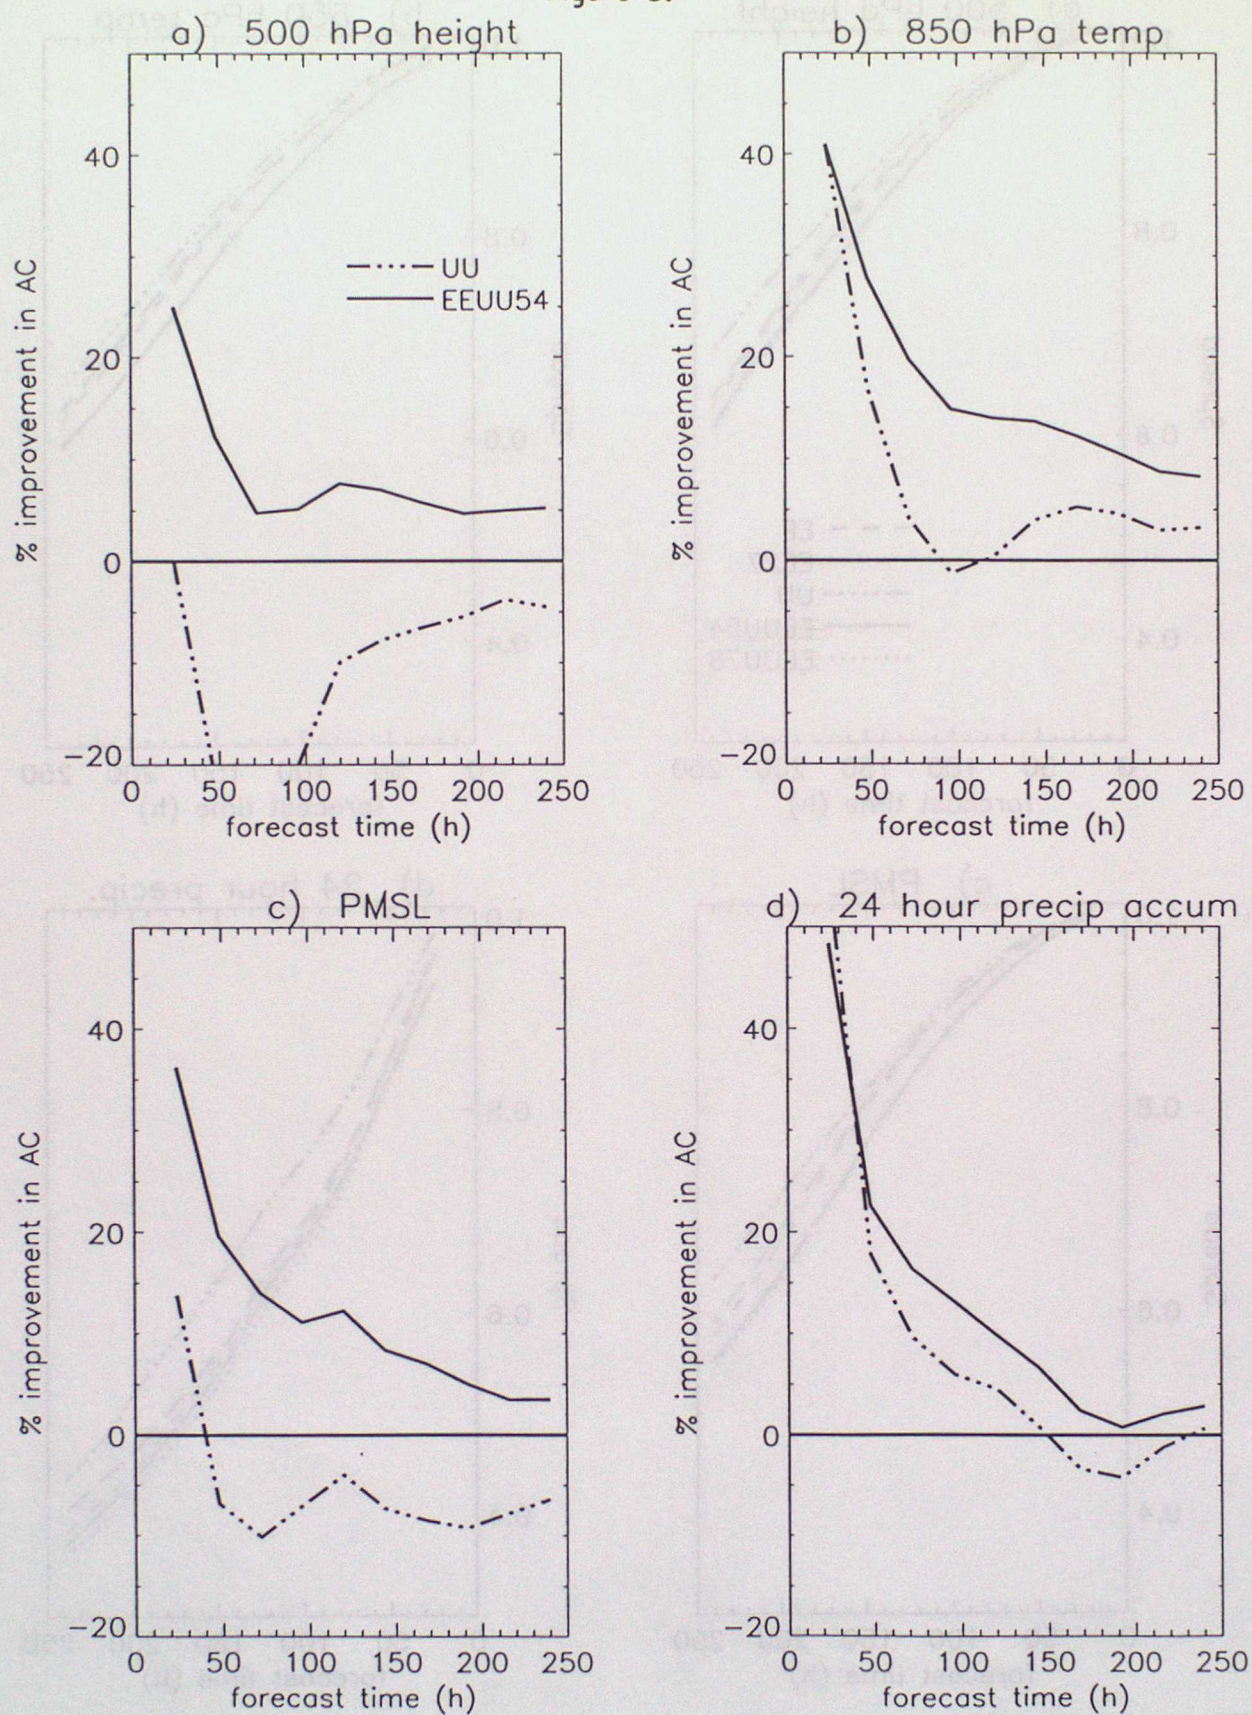 a) 500 hPa height
40
20
0
−20
% improvement in AC
UU
EEUU54
0 50 100 150 200 250
forecast time (h)
b) 850 hPa temp
40
20
0
−20
% improvement in AC
0 50 100 150 200 250
forecast time (h)
c) PMSL
40
20
0
−20
% improvement in AC
0 50 100 150 200 250
forecast time (h)
d) 24 hour precip accum
40
20
0
−20
% improvement in AC
0 50 100 150 200 250
forecast time (h)